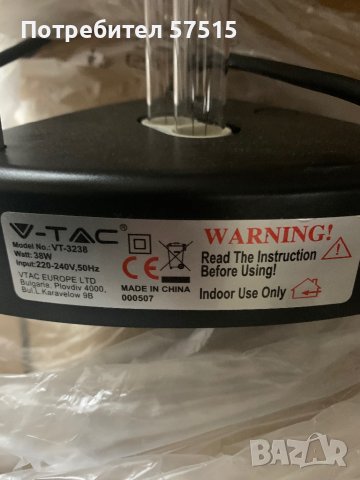 Потребител 57515
V-TAC
Model No.: VT-3238
Watt: 38W
Input:220-240V,50Hz
VTAC EUROPE LTD
Bulgaria, Plovdiv 4000,
Bul.L.Karavelow 9B
CE
MADE IN CHINA
000507
WARNING!
Read The Instruction
Before Using!
Indoor Use Only
BAZAR